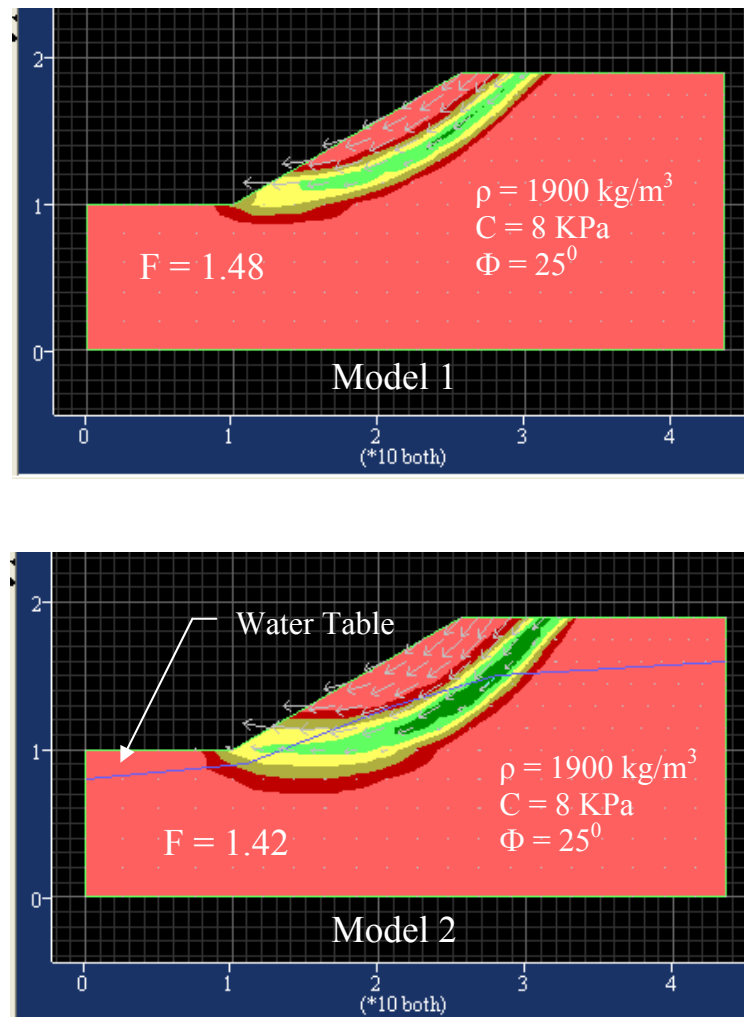 2
1
0
ρ = 1900 kg/m³
C = 8 KPa
Φ = 25⁰
F = 1.48
Model 1
0 1 2 3 4
(*10 both)
2
1
0
Water Table
ρ = 1900 kg/m³
C = 8 KPa
Φ = 25⁰
F = 1.42
Model 2
0 1 2 3 4
(*10 both)